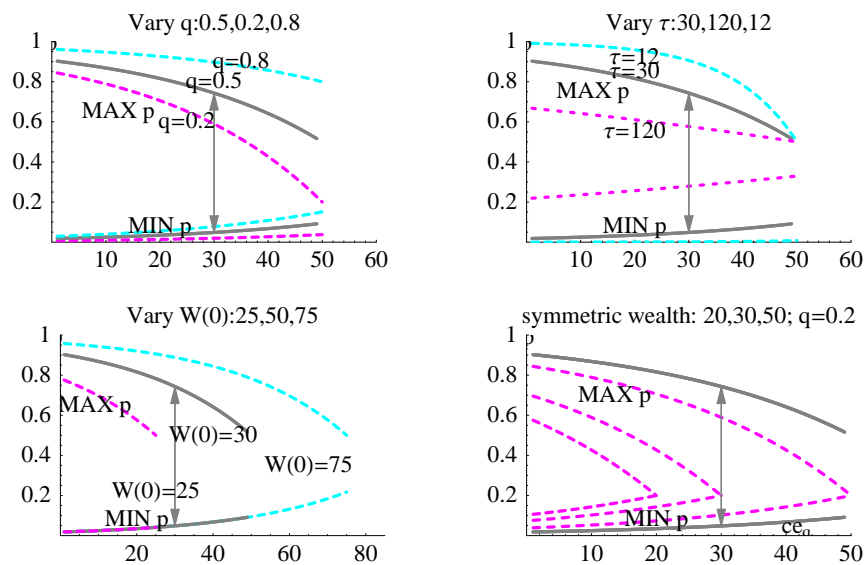 Vary q:0.5,0.2,0.8
1
0.8
0.6
0.4
0.2
q=0.8
q=0.5
MAX p
q=0.2
MIN p
10 20 30 40 50 60
Vary τ:30,120,12
1
0.8
0.6
0.4
0.2
τ=12
τ=30
MAX p
τ=120
MIN p
10 20 30 40 50 60
Vary W(0):25,50,75
1
0.8
0.6
0.4
0.2
MAX p
W(0)=30
W(0)=75
W(0)=25
MIN p
20 40 60 80
symmetric wealth: 20,30,50; q=0.2
1
0.8
0.6
0.4
0.2
MAX p
MIN p
10 20 30 40 50